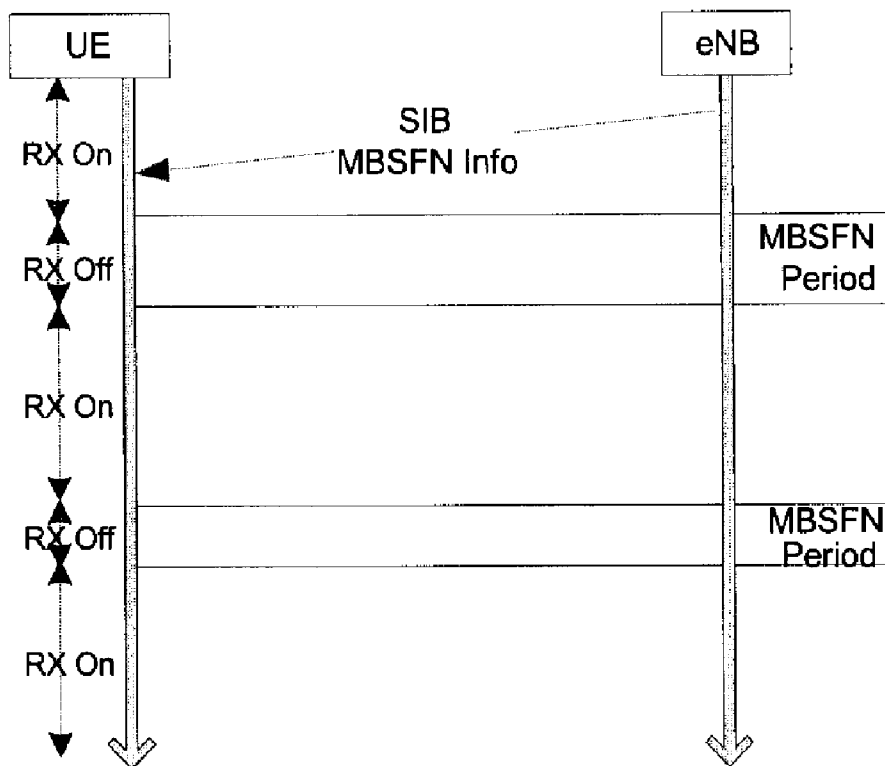 UE
eNB
SIB
MBSFN Info
RX On
MBSFN
Period
RX Off
RX On
MBSFN
Period
RX Off
RX On